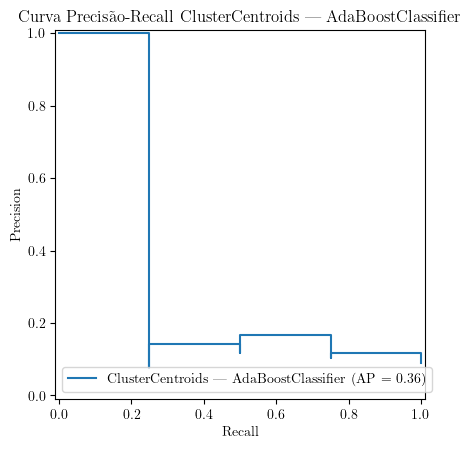 Curva Precisão-Recall ClusterCentroids — AdaBoostClassifier
1.0
0.8
0.6
0.4
0.2
0.0
Precision
ClusterCentroids — AdaBoostClassifier (AP = 0.36)
0.0 0.2 0.4 0.6 0.8 1.0
Recall